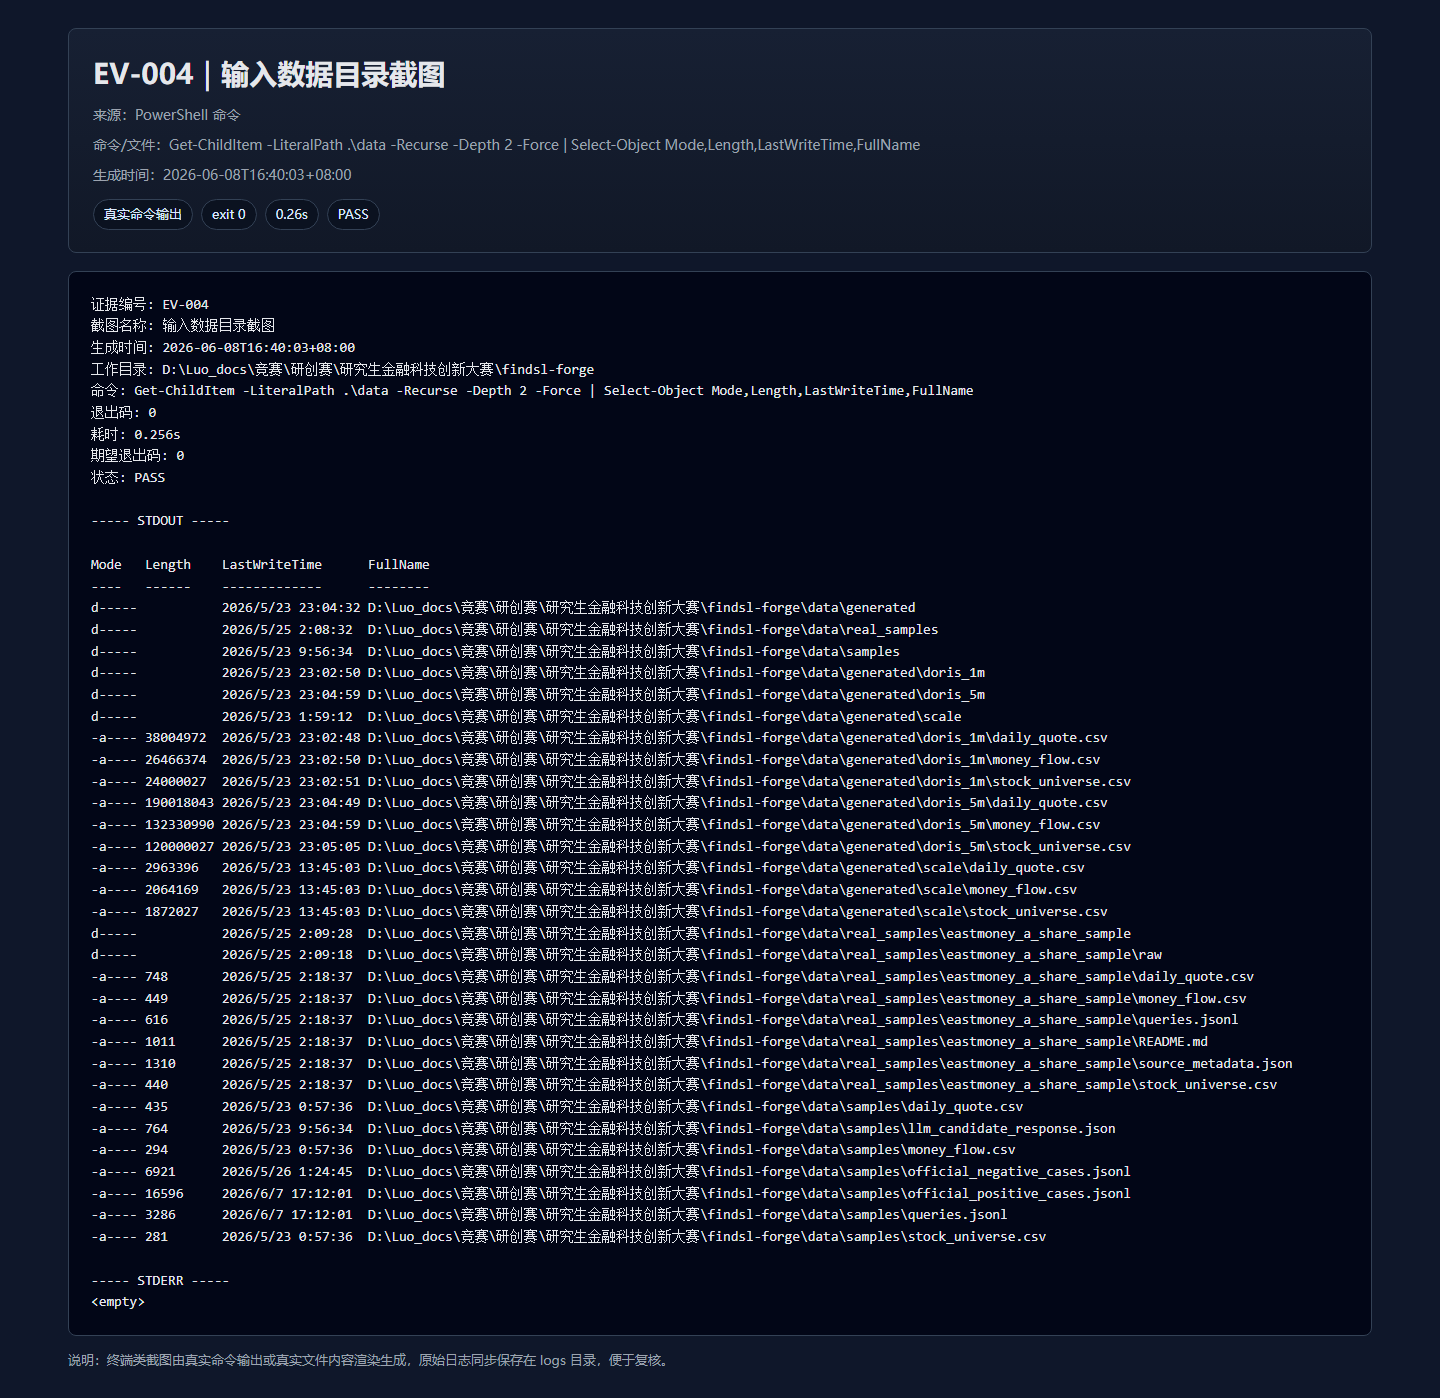 EV-004 | 输入数据目录截图
来源：PowerShell 命令
命令/文件：Get-ChildItem -LiteralPath .\data -Recurse -Depth 2 -Force | Select-Object Mode,Length,LastWriteTime,FullName
生成时间：2026-06-08T16:40:03+08:00
真实命令输出 exit 0 0.26s PASS
证据编号: EV-004
截图名称: 输入数据目录截图
生成时间: 2026-06-08T16:40:03+08:00
工作目录: D:\Luo_docs\竞赛\研创赛\研究生金融科技创新大赛\findsl-forge
命令: Get-ChildItem -LiteralPath .\data -Recurse -Depth 2 -Force | Select-Object Mode,Length,LastWriteTime,FullName
退出码: 0
耗时: 0.256s
期望退出码: 0
状态: PASS
----- STDOUT -----
Mode   Length    LastWriteTime      FullName
----   ------    -------------      --------
d-----           2026/5/23 23:04:32 D:\Luo_docs\竞赛\研创赛\研究生金融科技创新大赛\findsl-forge\data\generated
d-----           2026/5/25 2:08:32  D:\Luo_docs\竞赛\研创赛\研究生金融科技创新大赛\findsl-forge\data\real_samples
d-----           2026/5/23 9:56:34  D:\Luo_docs\竞赛\研创赛\研究生金融科技创新大赛\findsl-forge\data\samples
d-----           2026/5/23 23:02:50 D:\Luo_docs\竞赛\研创赛\研究生金融科技创新大赛\findsl-forge\data\generated\doris_1m
d-----           2026/5/23 23:04:59 D:\Luo_docs\竞赛\研创赛\研究生金融科技创新大赛\findsl-forge\data\generated\doris_5m
d-----           2026/5/23 1:59:12  D:\Luo_docs\竞赛\研创赛\研究生金融科技创新大赛\findsl-forge\data\generated\scale
-a---- 38004972  2026/5/23 23:02:48 D:\Luo_docs\竞赛\研创赛\研究生金融科技创新大赛\findsl-forge\data\generated\doris_1m\daily_quote.csv
-a---- 26466374  2026/5/23 23:02:50 D:\Luo_docs\竞赛\研创赛\研究生金融科技创新大赛\findsl-forge\data\generated\doris_1m\money_flow.csv
-a---- 24000027  2026/5/23 23:02:51 D:\Luo_docs\竞赛\研创赛\研究生金融科技创新大赛\findsl-forge\data\generated\doris_1m\stock_universe.csv
-a---- 190018043 2026/5/23 23:04:49 D:\Luo_docs\竞赛\研创赛\研究生金融科技创新大赛\findsl-forge\data\generated\doris_5m\daily_quote.csv
-a---- 132330990 2026/5/23 23:04:59 D:\Luo_docs\竞赛\研创赛\研究生金融科技创新大赛\findsl-forge\data\generated\doris_5m\money_flow.csv
-a---- 120000027 2026/5/23 23:05:05 D:\Luo_docs\竞赛\研创赛\研究生金融科技创新大赛\findsl-forge\data\generated\doris_5m\stock_universe.csv
-a---- 2963396   2026/5/23 13:45:03 D:\Luo_docs\竞赛\研创赛\研究生金融科技创新大赛\findsl-forge\data\generated\scale\daily_quote.csv
-a---- 2064169   2026/5/23 13:45:03 D:\Luo_docs\竞赛\研创赛\研究生金融科技创新大赛\findsl-forge\data\generated\scale\money_flow.csv
-a---- 1872027   2026/5/23 13:45:03 D:\Luo_docs\竞赛\研创赛\研究生金融科技创新大赛\findsl-forge\data\generated\scale\stock_universe.csv
d-----           2026/5/25 2:09:28  D:\Luo_docs\竞赛\研创赛\研究生金融科技创新大赛\findsl-forge\data\real_samples\eastmoney_a_share_sample
d-----           2026/5/25 2:09:18  D:\Luo_docs\竞赛\研创赛\研究生金融科技创新大赛\findsl-forge\data\real_samples\eastmoney_a_share_sample\raw
-a---- 748       2026/5/25 2:18:37  D:\Luo_docs\竞赛\研创赛\研究生金融科技创新大赛\findsl-forge\data\real_samples\eastmoney_a_share_sample\daily_quote.csv
-a---- 449       2026/5/25 2:18:37  D:\Luo_docs\竞赛\研创赛\研究生金融科技创新大赛\findsl-forge\data\real_samples\eastmoney_a_share_sample\money_flow.csv
-a---- 616       2026/5/25 2:18:37  D:\Luo_docs\竞赛\研创赛\研究生金融科技创新大赛\findsl-forge\data\real_samples\eastmoney_a_share_sample\queries.jsonl
-a---- 1011      2026/5/25 2:18:37  D:\Luo_docs\竞赛\研创赛\研究生金融科技创新大赛\findsl-forge\data\real_samples\eastmoney_a_share_sample\README.md
-a---- 1310      2026/5/25 2:18:37  D:\Luo_docs\竞赛\研创赛\研究生金融科技创新大赛\findsl-forge\data\real_samples\eastmoney_a_share_sample\source_metadata.json
-a---- 440       2026/5/25 2:18:37  D:\Luo_docs\竞赛\研创赛\研究生金融科技创新大赛\findsl-forge\data\real_samples\eastmoney_a_share_sample\stock_universe.csv
-a---- 435       2026/5/23 0:57:36  D:\Luo_docs\竞赛\研创赛\研究生金融科技创新大赛\findsl-forge\data\samples\daily_quote.csv
-a---- 764       2026/5/23 9:56:34  D:\Luo_docs\竞赛\研创赛\研究生金融科技创新大赛\findsl-forge\data\samples\llm_candidate_response.json
-a---- 294       2026/5/23 0:57:36  D:\Luo_docs\竞赛\研创赛\研究生金融科技创新大赛\findsl-forge\data\samples\money_flow.csv
-a---- 6921      2026/5/26 1:24:45  D:\Luo_docs\竞赛\研创赛\研究生金融科技创新大赛\findsl-forge\data\samples\official_negative_cases.jsonl
-a---- 16596     2026/6/7 17:12:01  D:\Luo_docs\竞赛\研创赛\研究生金融科技创新大赛\findsl-forge\data\samples\official_positive_cases.jsonl
-a---- 3286      2026/6/7 17:12:01  D:\Luo_docs\竞赛\研创赛\研究生金融科技创新大赛\findsl-forge\data\samples\queries.jsonl
-a---- 281       2026/5/23 0:57:36  D:\Luo_docs\竞赛\研创赛\研究生金融科技创新大赛\findsl-forge\data\samples\stock_universe.csv
----- STDERR -----
<empty>
说明：终端类截图由真实命令输出或真实文件内容渲染生成，原始日志同步保存在 logs 目录，便于复核。